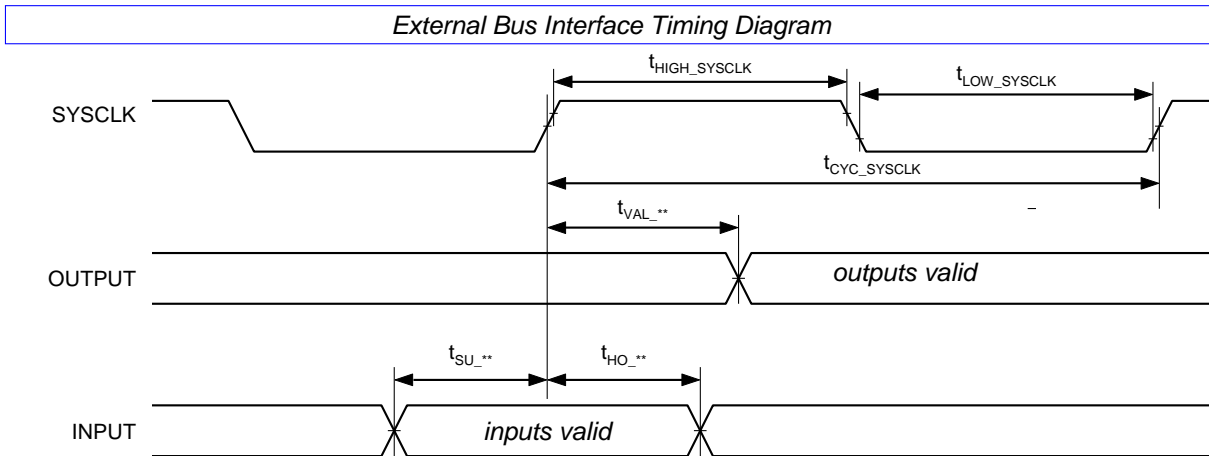 External Bus Interface Timing Diagram
tHIGH_SYSCLK
tLOW_SYSCLK
SYSCLK
tCYC_SYSCLK
tVAL_**
–
OUTPUT
outputs valid
tSU_**
tHO_**
INPUT
inputs valid